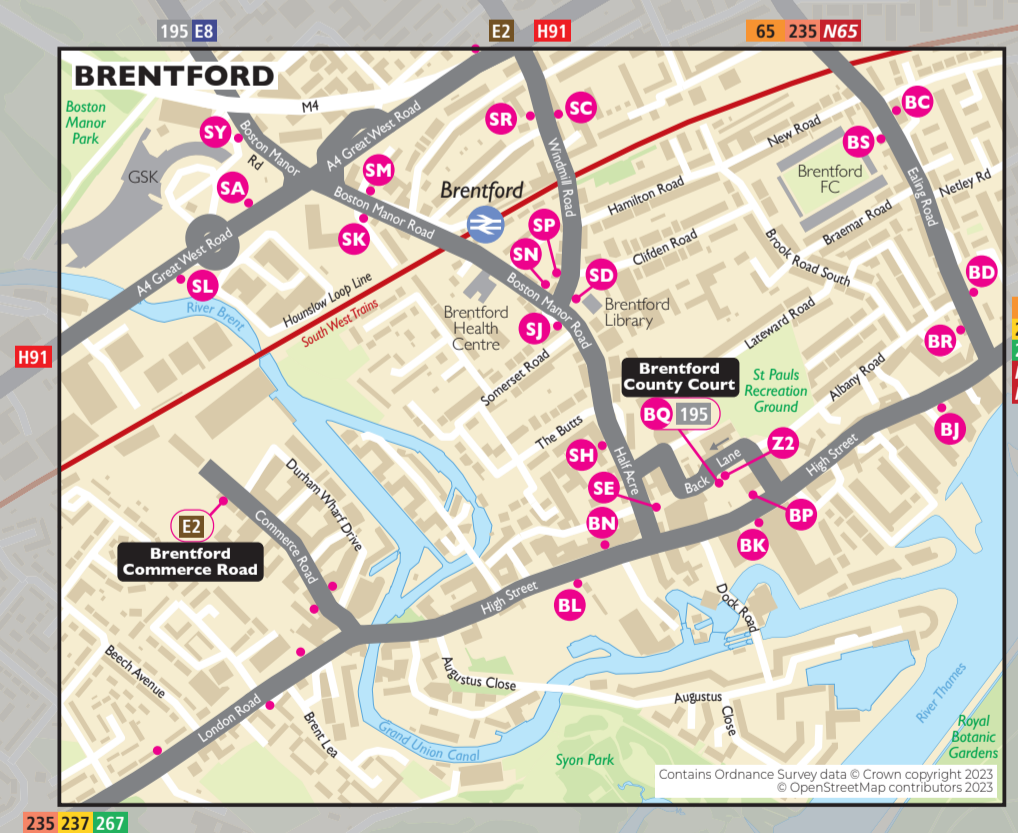 195 E8
E2 H91
65 235 N65
BRENTFORD
Boston
Manor
Park
M4
SY
Boston Manor
Rd
A4 Great West Road
SR
SC
BC
New Road
BS
GSK
SA
SM
Brentford
Windmill Road
Brentford
FC
Ealing Road
Netley Rd
Hamilton Road
Boston Manor Road
SK
SP
SN
Clifden Road
Braemar Road
Brook Road South
A4 Great West Road
SL
River Brent
Hounslow Loop Line
South West Trains
Boston Manor Road
SD
BD
Brentford
Health
Centre
Brentford
Library
SJ
Lateward Road
BR
H91
Somerset Road
Brentford
County Court
St Pauls
Recreation
Ground
Albany Road
BQ 195
BJ
The Butts
SH
Half Acre
Z2
Back Lane
High Street
SE
Durham Wharf Drive
E2
Brentford
Commerce Road
Commerce Road
BN
BP
BK
High Street
BL
Dock Road
Beech Avenue
Augustus Close
Augustus Close
London Road
Brent Lea
Grand Union Canal
Syon Park
River Thames
Royal
Botanic
Gardens
Contains Ordnance Survey data © Crown copyright 2023
© OpenStreetMap contributors 2023
235 237 267